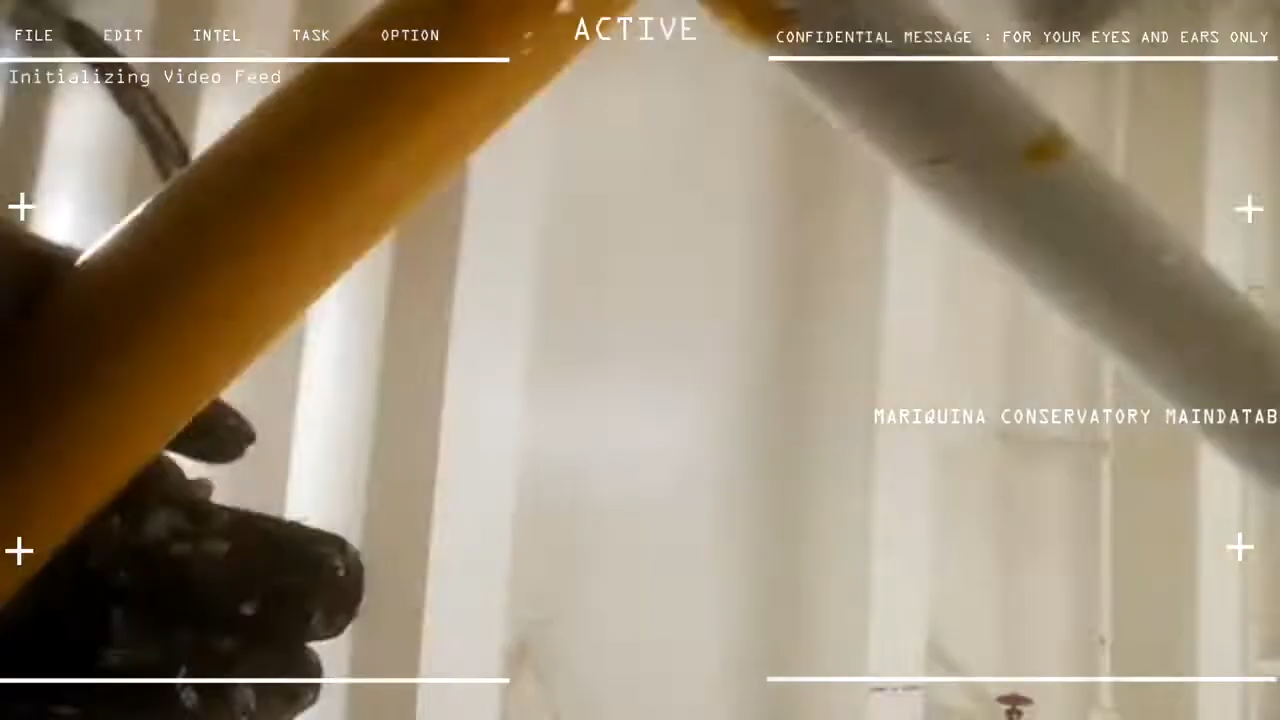 FILE EDIT INTEL TASK OPTION
ACTIVE
CONFIDENTIAL MESSAGE : FOR YOUR EYES AND EARS ONLY
Initializing Video Feed
MARIQUINA CONSERVATORY MAINDATAB